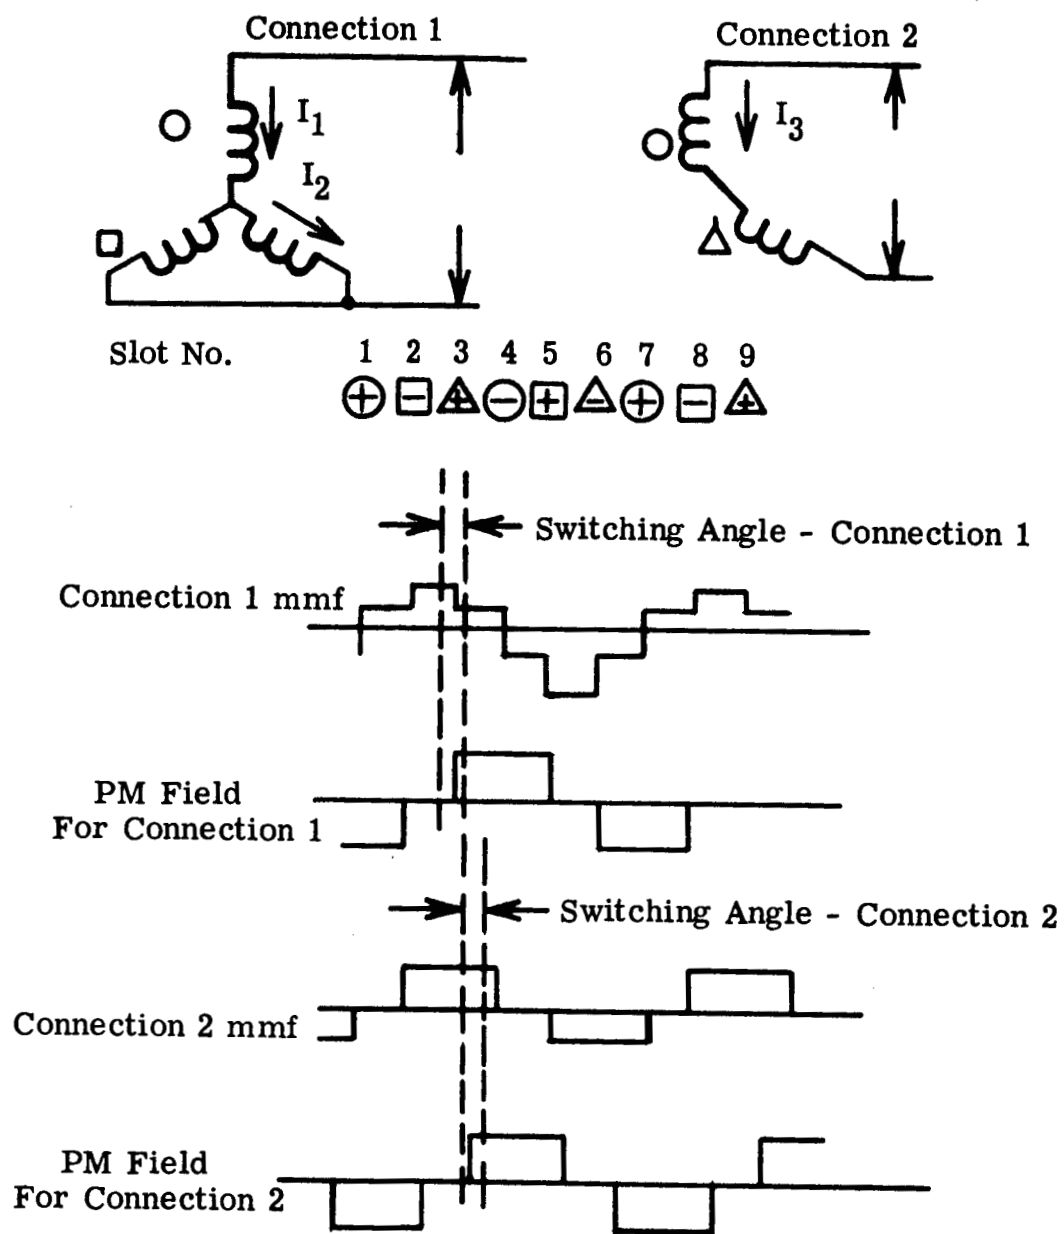 Connection 1
Connection 2
I1
I2
I3
Slot No. 1 2 3 4 5 6 7 8 9
+ - + - + - + - +
Switching Angle - Connection 1
Connection 1 mmf
PM Field
For Connection 1
Switching Angle - Connection 2
Connection 2 mmf
PM Field
For Connection 2